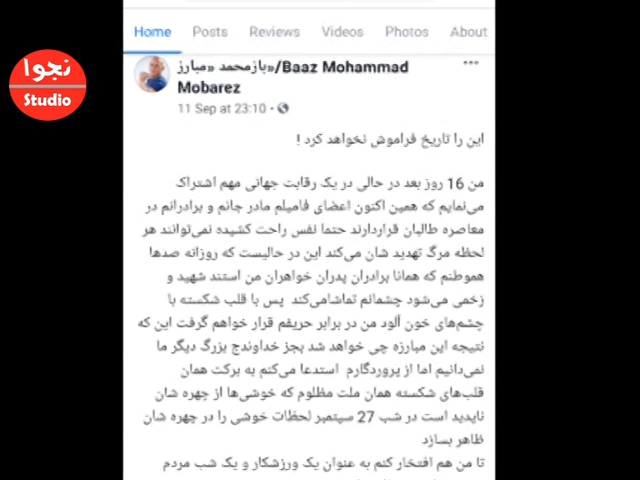 Home Posts Reviews Videos Photos About
نجوا
Studio
بازمحمد «مبارز»/Baaz Mohammad
Mobarez
11 Sep at 23:10
این را تاریخ فراموش نخواهد کرد !
من 16 روز بعد در حالی در یک رقابت جهانی مهم اشتراک
می‌نمایم که همین اکنون اعضای فامیلم مادر جانم و برادرانم در
معاصره طالبان قراردارند حتما نفس راحت کشیده نمی‌توانند هر
لحظه مرگ تهدید شان می‌کند این در حالیست که روزانه صدها
هموطنم که همانا برادران پدران خواهران من استند شهید و
زخمی می‌شود چشمانم تماشامی‌کند پس با قلب شکسته با
چشم‌های خون آلود من در برابر حریفم قرار خواهم گرفت این که
نتیجه این مبارزه چی خواهد شد بجز خداوندج بزرگ دیگر ما
نمی‌دانیم اما از پروردگارم استدعا می‌کنم به برکت همان
قلب‌های شکسته همان ملت مظلوم که خوشی‌ها از چهره شان
ناپدید است در شب 27 سپتمبر لحظات خوشی را در چهره شان
ظاهر بسازد
تا من هم افتخار کنم به عنوان یک ورزشکار و یک شب مردم